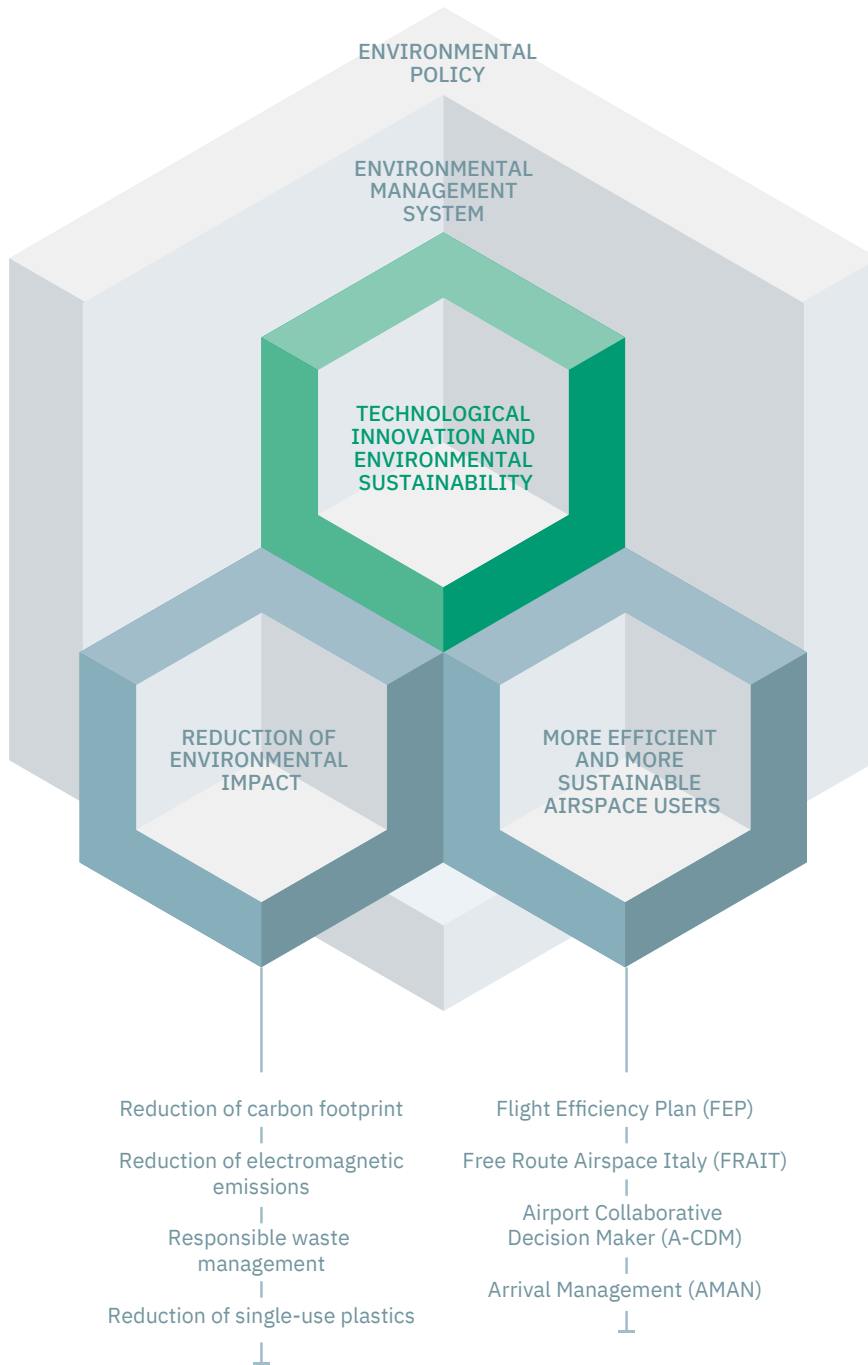 ENVIRONMENTAL
POLICY
ENVIRONMENTAL
MANAGEMENT
SYSTEM
TECHNOLOGICAL
INNOVATION AND
ENVIRONMENTAL
SUSTAINABILITY
REDUCTION OF
ENVIRONMENTAL
IMPACT
MORE EFFICIENT
AND MORE
SUSTAINABLE
AIRSPACE USERS
Reduction of carbon footprint
Reduction of electromagnetic
emissions
Responsible waste
management
Reduction of single-use plastics
Flight Efficiency Plan (FEP)
Free Route Airspace Italy (FRAIT)
Airport Collaborative
Decision Maker (A-CDM)
Arrival Management (AMAN)